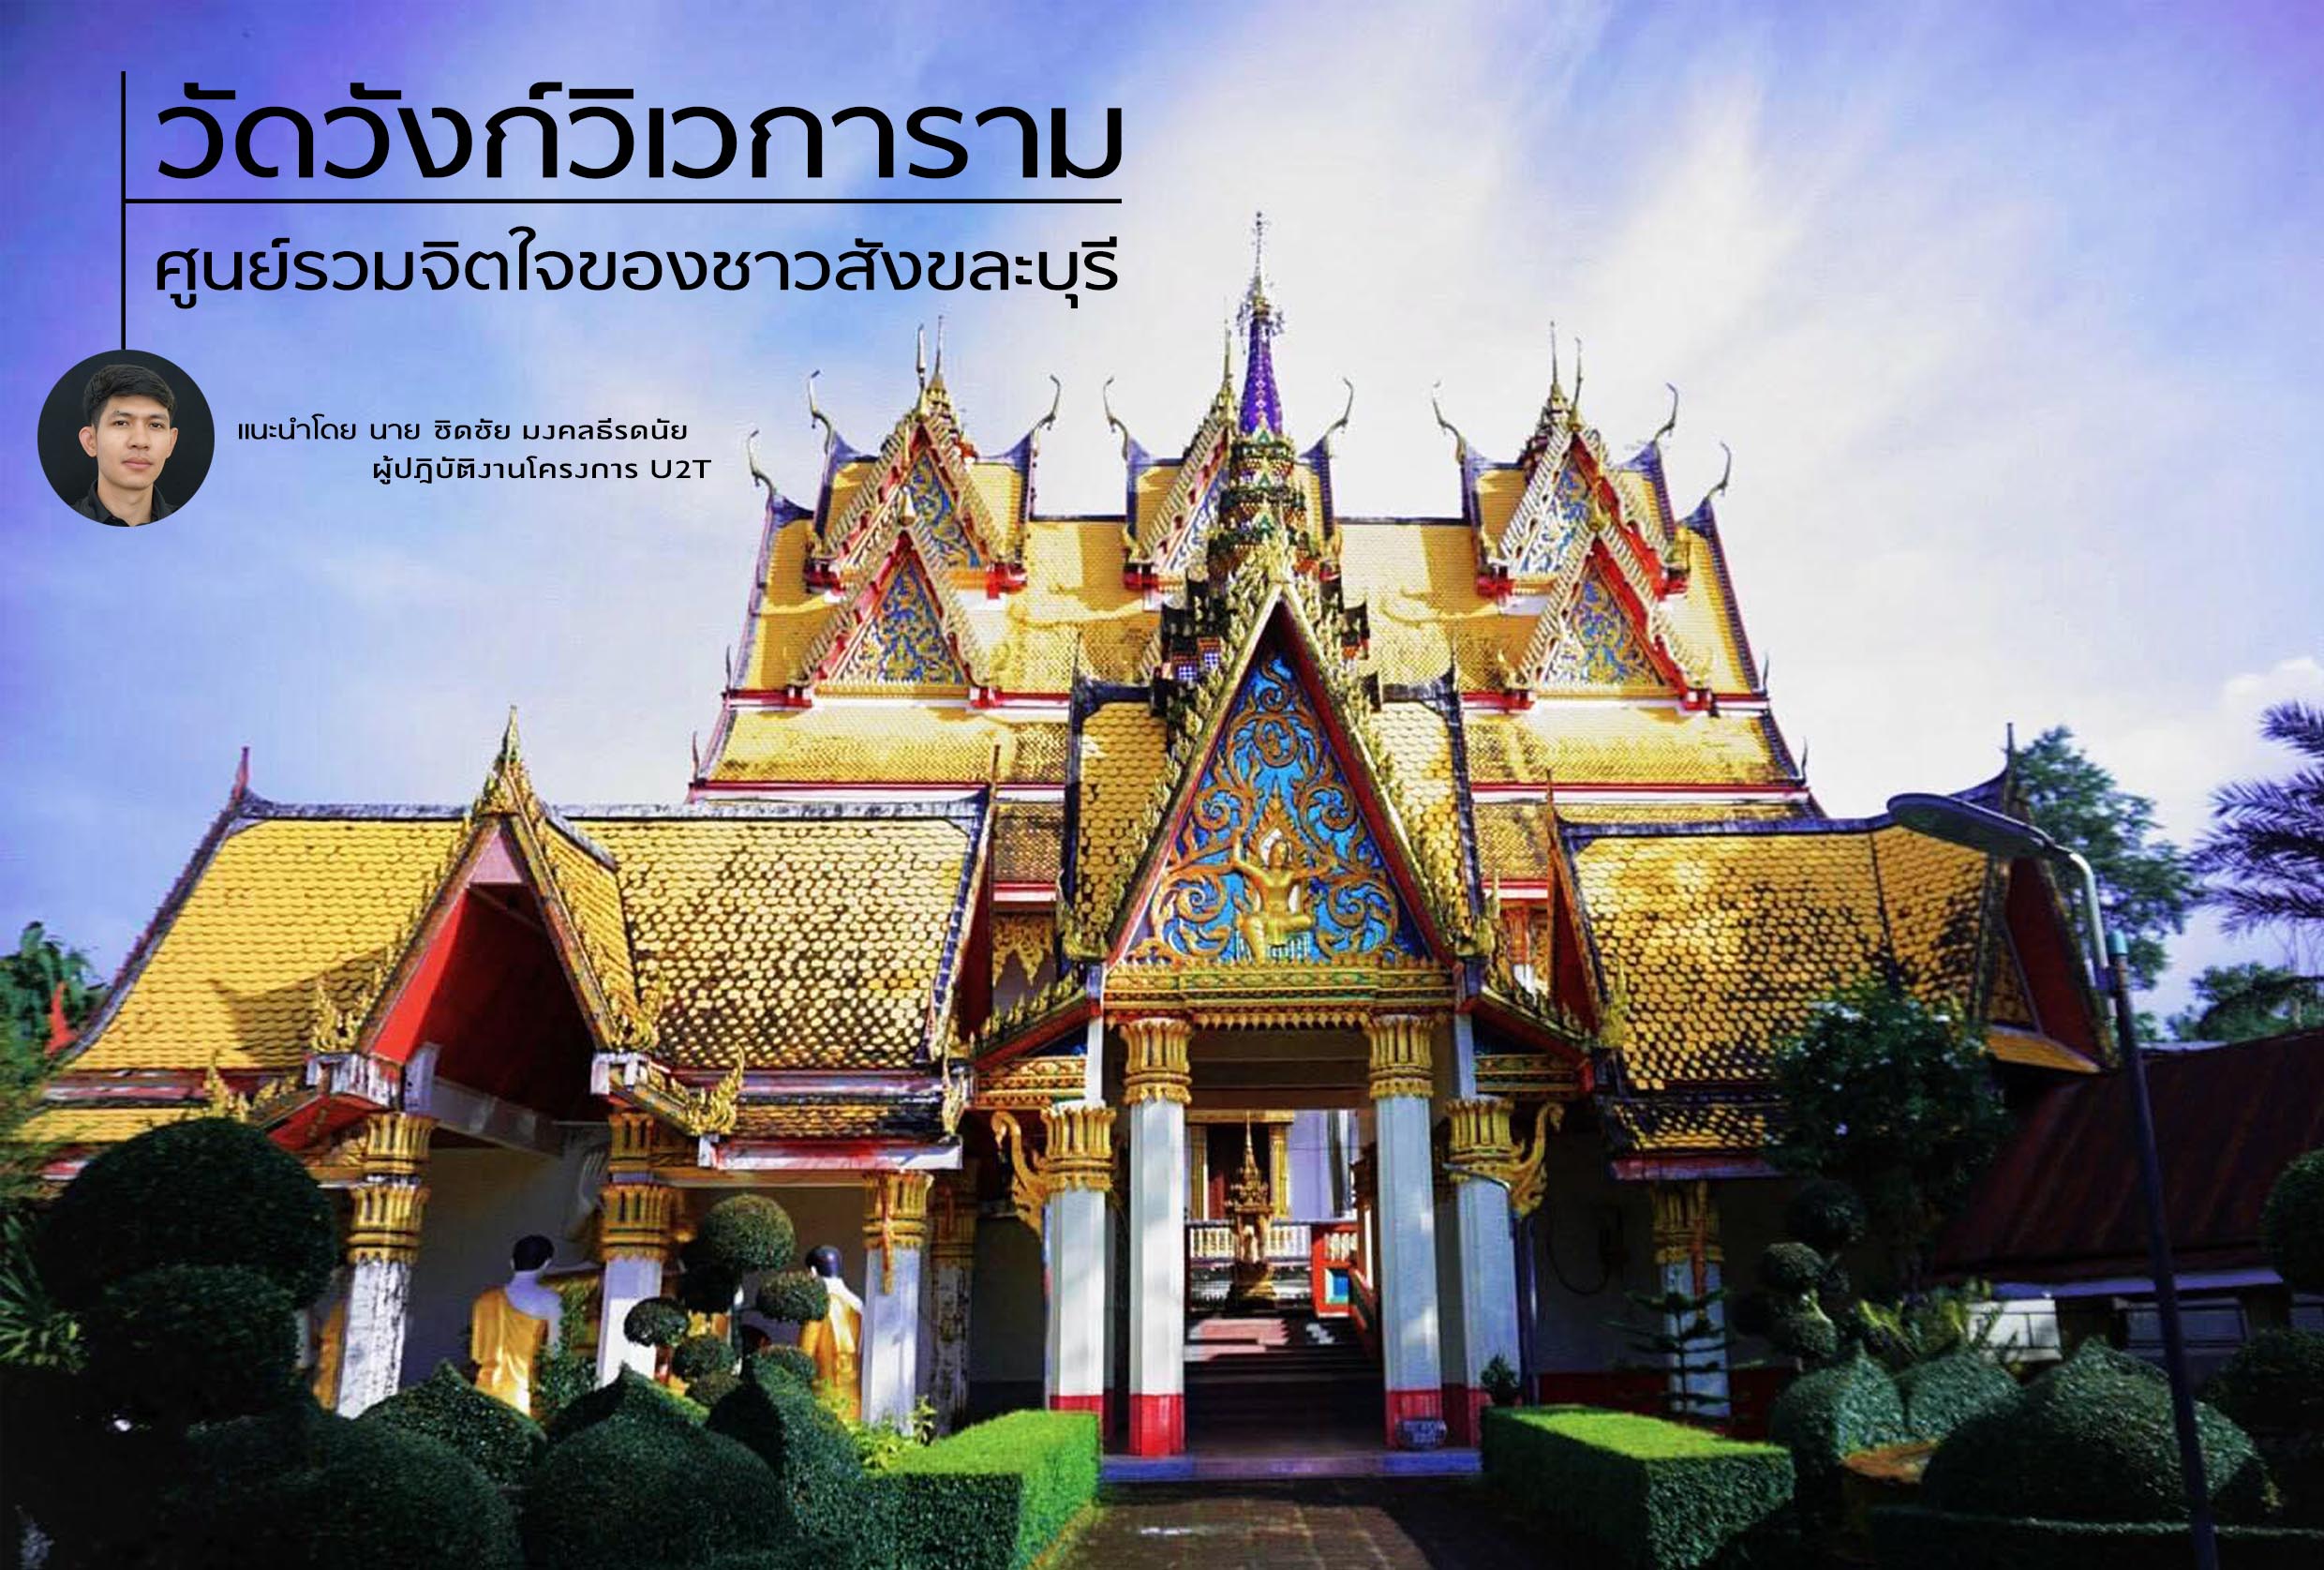 วัดวังก์วิเวการาม
ศูนย์รวมจิตใจของชาวสังขละบุรี
แนะนำโดย นาย ชิดชัย มงคลธีรดนัย
ผู้ปฎิบัติงานโครงการ U2T